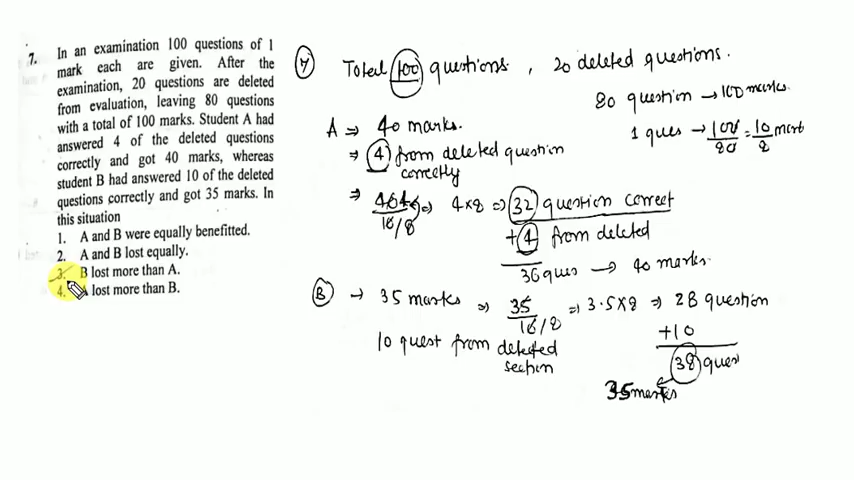 7. In an examination 100 questions of 1
mark each are given. After the
examination, 20 questions are deleted
from evaluation, leaving 80 questions
with a total of 100 marks. Student A had
answered 4 of the deleted questions
correctly and got 40 marks, whereas
student B had answered 10 of the deleted
questions correctly and got 35 marks. In
this situation
1. A and B were equally benefitted.
2. A and B lost equally.
3. B lost more than A.
4. A lost more than B.
7 Total 100 questions, 20 deleted questions.
80 question → 100 marks.
1 ques → 100/80 = 10/8 mark
A ⇒ 40 marks.
⇒ 4 from deleted question
correctly
⇒ 10/8 ⇒ 4×8 ⇒ 32 question correct
+4 from deleted
36 ques → 40 marks.
B → 35 marks ⇒ 35/10/8 ⇒ 3.5×8 ⇒ 28 question
10 quest from deleted
section
+10
38 ques
35 marks